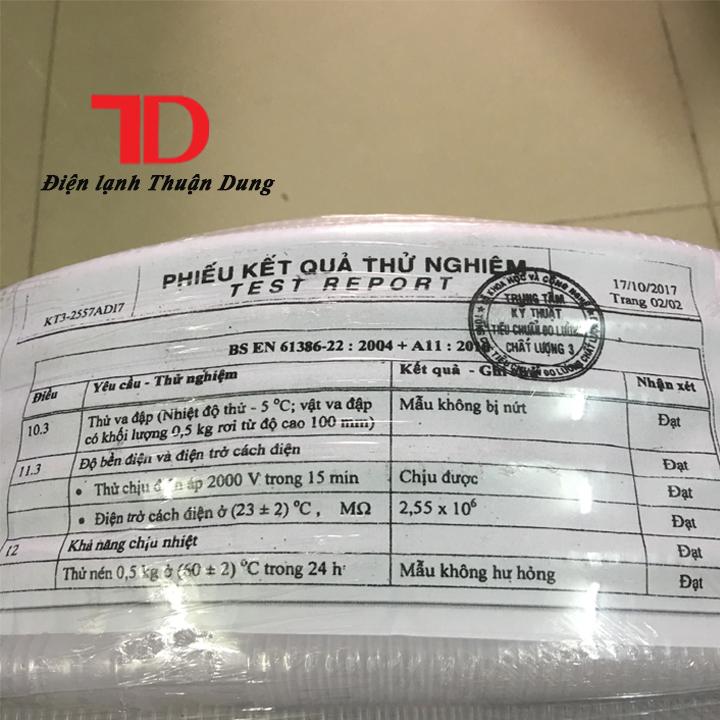 TD
Điện lạnh Thuận Dung
PHIẾU KẾT QUẢ THỬ NGHIỆM
TEST REPORT
KT3-2557ADI7
17/10/2017
Trang 02/02
TRUNG TÂM
KỸ THUẬT
TIÊU CHUẨN ĐO LƯỜNG
CHẤT LƯỢNG 3
BS EN 61386-22 : 2004 + A11 :
Điều Yêu cầu - Thử nghiệm Kết quả - Nhận xét
10.3 Thử va đập (Nhiệt độ thử - 5 °C; vật va đập Mẫu không bị nứt Đạt
có khối lượng 0,5 kg rơi từ độ cao 100 mm)
11.3 Độ bền điện và điện trở cách điện Đạt
• Thử chịu điện áp 2000 V trong 15 min Chịu được Đạt
• Điện trở cách điện ở (23 ± 2) °C , MΩ 2,55 x 10⁶ Đạt
12 Khả năng chịu nhiệt Đạt
Thử nén 0,5 kg ở (60 ± 2) °C trong 24 h Mẫu không hư hỏng Đạt